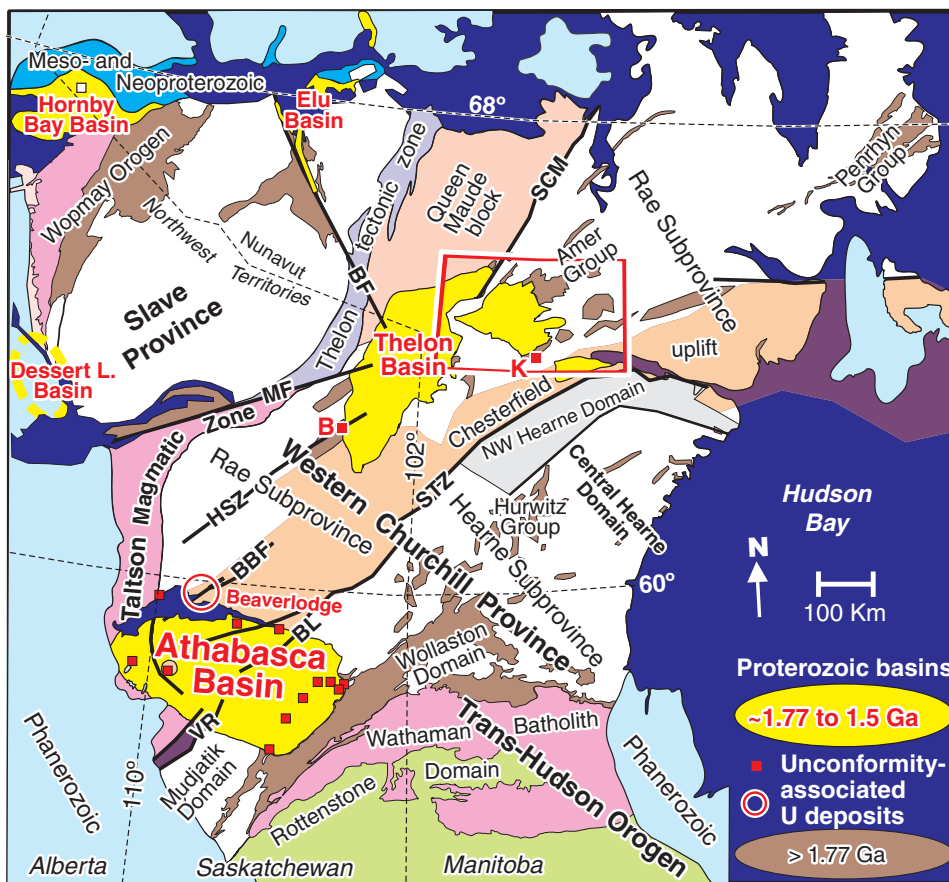 Meso- and
Neoproterozoic
Hornby
Bay Basin
Elu
Basin
68º
Penrhyn
Group
Wopmay Orogen
tectonic zone
Thelon
Queen
Maude
block
SCM
Rae Subprovince
Amer
Group
Northwest
Territories
Nunavut
BF
Slave
Province
Thelon
Basin
K
uplift
Chesterfield
Dessert L.
Basin
MF
Zone
Magmatic
Taltson
B
102º
NW Hearne Domain
STZ
Central Hearne
Domain
Hudson
Bay
Rae Subprovince
HSZ
Western Churchill Province
Hurwitz
Group
Hearne Subprovince
N
100 Km
BBF
60º
Beaverlodge
BL
Athabasca
Basin
Wollaston
Domain
Proterozoic basins
~1.77 to 1.5 Ga
Unconformity-
associated
U deposits
> 1.77 Ga
VR
Mudjatik
Domain
Wathaman Batholith
Trans-Hudson Orogen
Rottenstone Domain
Phanerozoic
Phanerozoic
110º
Alberta
Saskatchewan
Manitoba